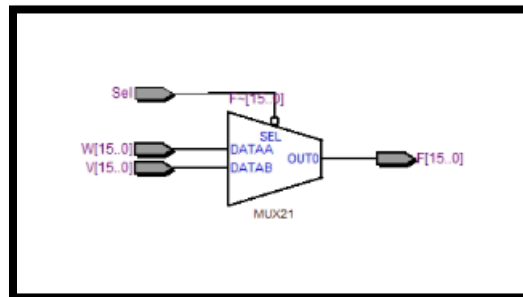 Sel
F~[15..0]
SEL
W[15..0]
DATAA
OUT0
F[15..0]
V[15..0]
DATAB
MUX21